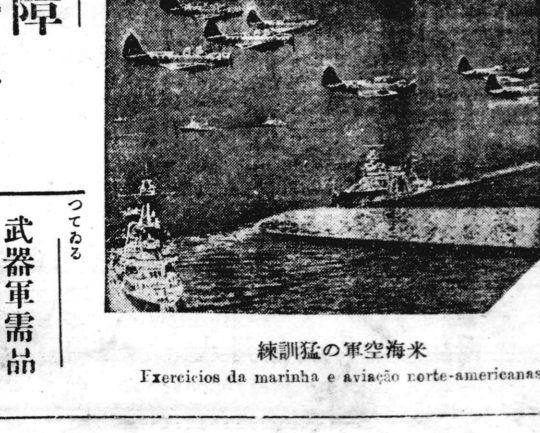 障
つてゐる
武器軍需品
練訓猛の軍空海米
Exercicios da marinha e aviação norte-americanas